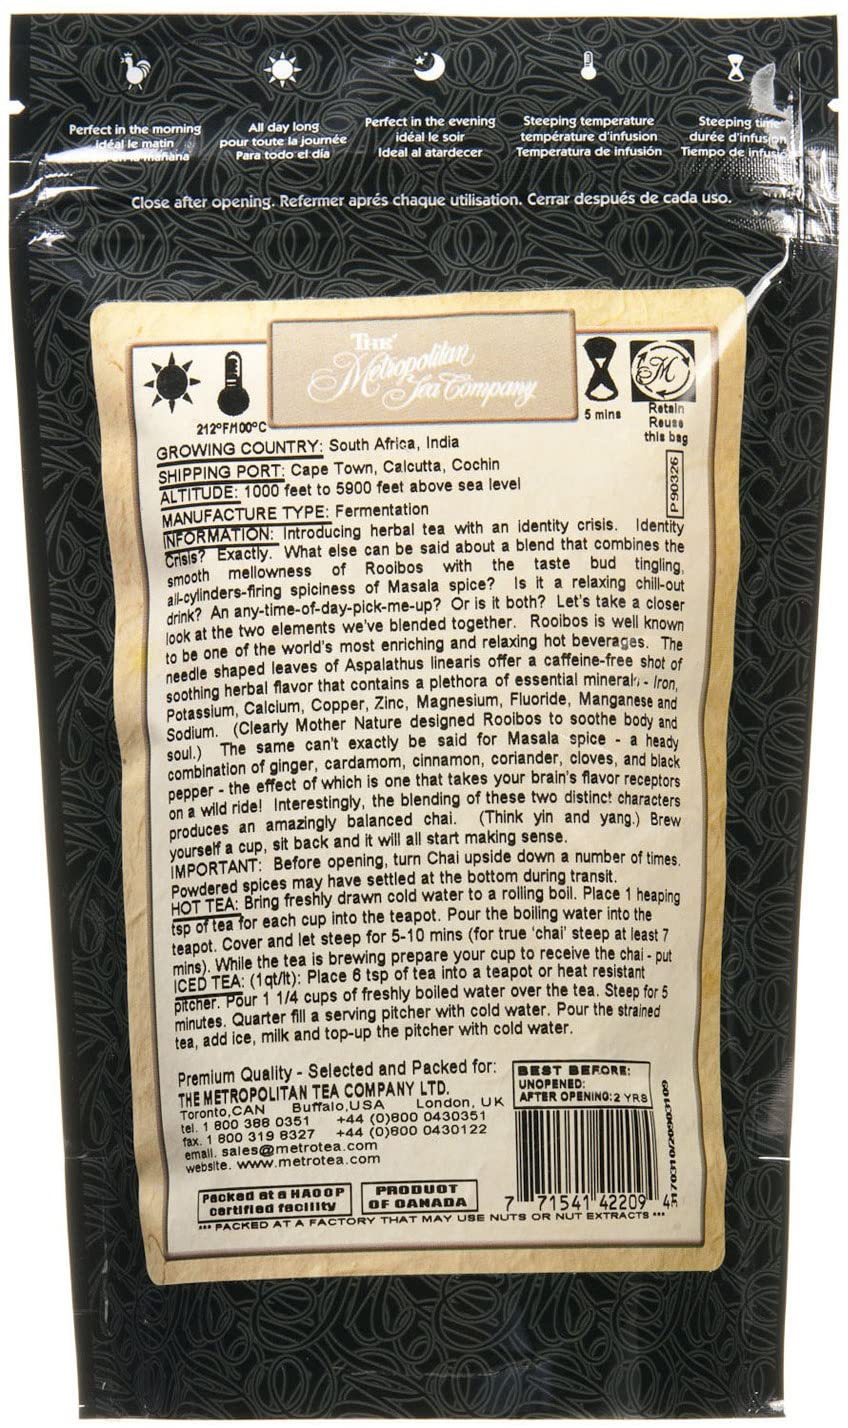 Perfect in the morning
idéal le matin
mañana
All day long
pour toute la journée
Para todo el día
Perfect in the evening
idéal le soir
Ideal al atardecer
Steeping temperature
température d'infusion
Temperatura de infusión
Steeping time
durée d'infusion
Tiempo de
Close after opening. Refermer aprés chaque utilisation. Cerrar después de cada uso.
THE
Metropolitan
Tea Company
212°F/100°C
5 mins
M
Retain
Reuse
this bag
P 90326
GROWING COUNTRY: South Africa, India
SHIPPING PORT: Cape Town, Calcutta, Cochin
ALTITUDE: 1000 feet to 5900 feet above sea level
MANUFACTURE TYPE: Fermentation
INFORMATION: Introducing herbal tea with an identity crisis. Identity
Crisis? Exactly. What else can be said about a blend that combines the
smooth mellowness of Rooibos with the taste bud tingling,
all-cylinders-firing spiciness of Masala spice? Is it a relaxing chill-out
drink? An any-time-of-day-pick-me-up? Or is it both? Let's take a closer
look at the two elements we've blended together. Rooibos is well known
to be one of the world's most enriching and relaxing hot beverages. The
needle shaped leaves of Aspalathus linearis offer a caffeine-free shot of
soothing herbal flavor that contains a plethora of essential minerals - Iron,
Potassium, Calcium, Copper, Zinc, Magnesium, Fluoride, Manganese and
Sodium. (Clearly Mother Nature designed Rooibos to soothe body and
soul.) The same can't exactly be said for Masala spice - a heady
combination of ginger, cardamom, cinnamon, coriander, cloves, and black
pepper - the effect of which is one that takes your brain's flavor receptors
on a wild ride! Interestingly, the blending of these two distinct characters
produces an amazingly balanced chai. (Think yin and yang.) Brew
yourself a cup, sit back and it will all start making sense.
IMPORTANT: Before opening, turn Chai upside down a number of times.
Powdered spices may have settled at the bottom during transit.
HOT TEA: Bring freshly drawn cold water to a rolling boil. Place 1 heaping
tsp of tea for each cup into the teapot. Pour the boiling water into the
teapot. Cover and let steep for 5-10 mins (for true 'chai' steep at least 7
mins). While the tea is brewing prepare your cup to receive the chai - put
ICED TEA: (1qt/lt): Place 6 tsp of tea into a teapot or heat resistant
pitcher. Pour 1 1/4 cups of freshly boiled water over the tea. Steep for 5
minutes. Quarter fill a serving pitcher with cold water. Pour the strained
tea, add ice, milk and top-up the pitcher with cold water.
Premium Quality - Selected and Packed for:
THE METROPOLITAN TEA COMPANY LTD.
Toronto,CAN Buffalo,USA London, UK
tel. 1 800 388 0351 +44 (0)800 0430351
fax. 1 800 319 8327 +44 (0)800 0430122
email. sales@metrotea.com
website. www.metrotea.com
BEST BEFORE:
UNOPENED:
AFTER OPENING:2 YRS
7 71541 42209 4
Packed at a HACCP
certified facility
PRODUCT
OF CANADA
*** PACKED AT A FACTORY THAT MAY USE NUTS OR NUT EXTRACTS ***